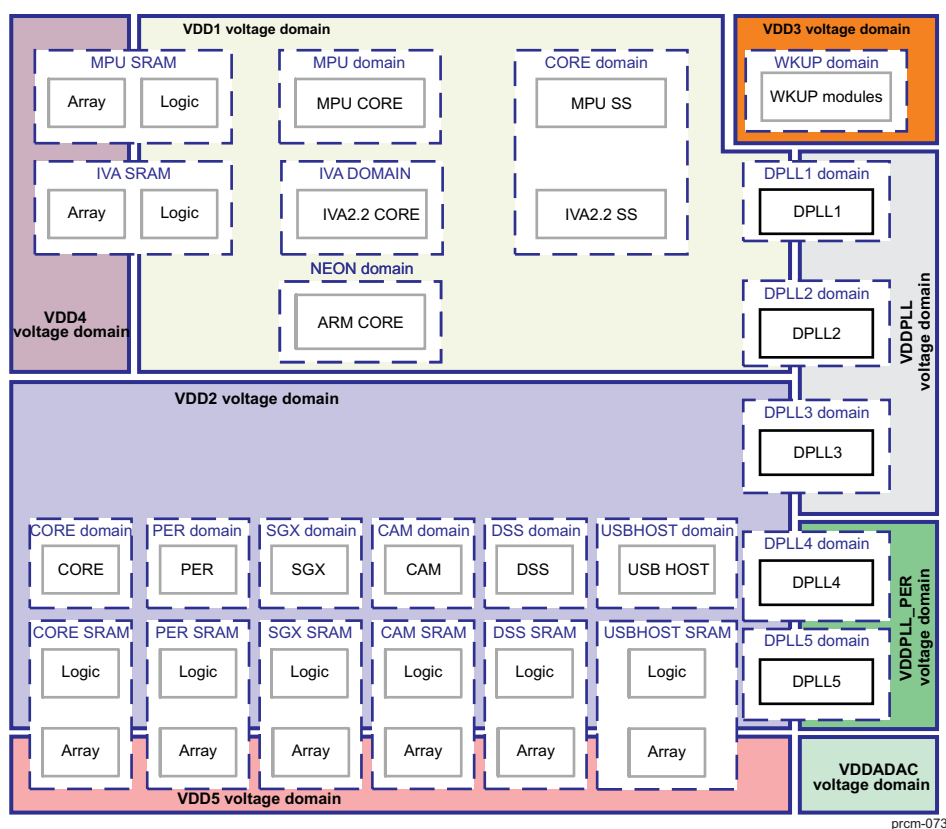 VDD1 voltage domain
VDD3 voltage domain
MPU SRAM
MPU domain
CORE domain
WKUP domain
Array
Logic
MPU CORE
MPU SS
WKUP modules
IVA SRAM
IVA DOMAIN
DPLL1 domain
Array
Logic
IVA2.2 CORE
IVA2.2 SS
DPLL1
NEON domain
ARM CORE
DPLL2 domain
DPLL2
VDD4
voltage domain
VDDPLL
voltage domain
VDD2 voltage domain
DPLL3 domain
DPLL3
CORE domain
PER domain
SGX domain
CAM domain
DSS domain
USBHOST domain
DPLL4 domain
CORE
PER
SGX
CAM
DSS
USB HOST
DPLL4
CORE SRAM
PER SRAM
SGX SRAM
CAM SRAM
DSS SRAM
USBHOST SRAM
DPLL5 domain
Logic
Logic
Logic
Logic
Logic
Logic
DPLL5
VDDPLL_PER
voltage domain
Array
Array
Array
Array
Array
Array
VDD5 voltage domain
VDDADAC
voltage domain
prcm-073